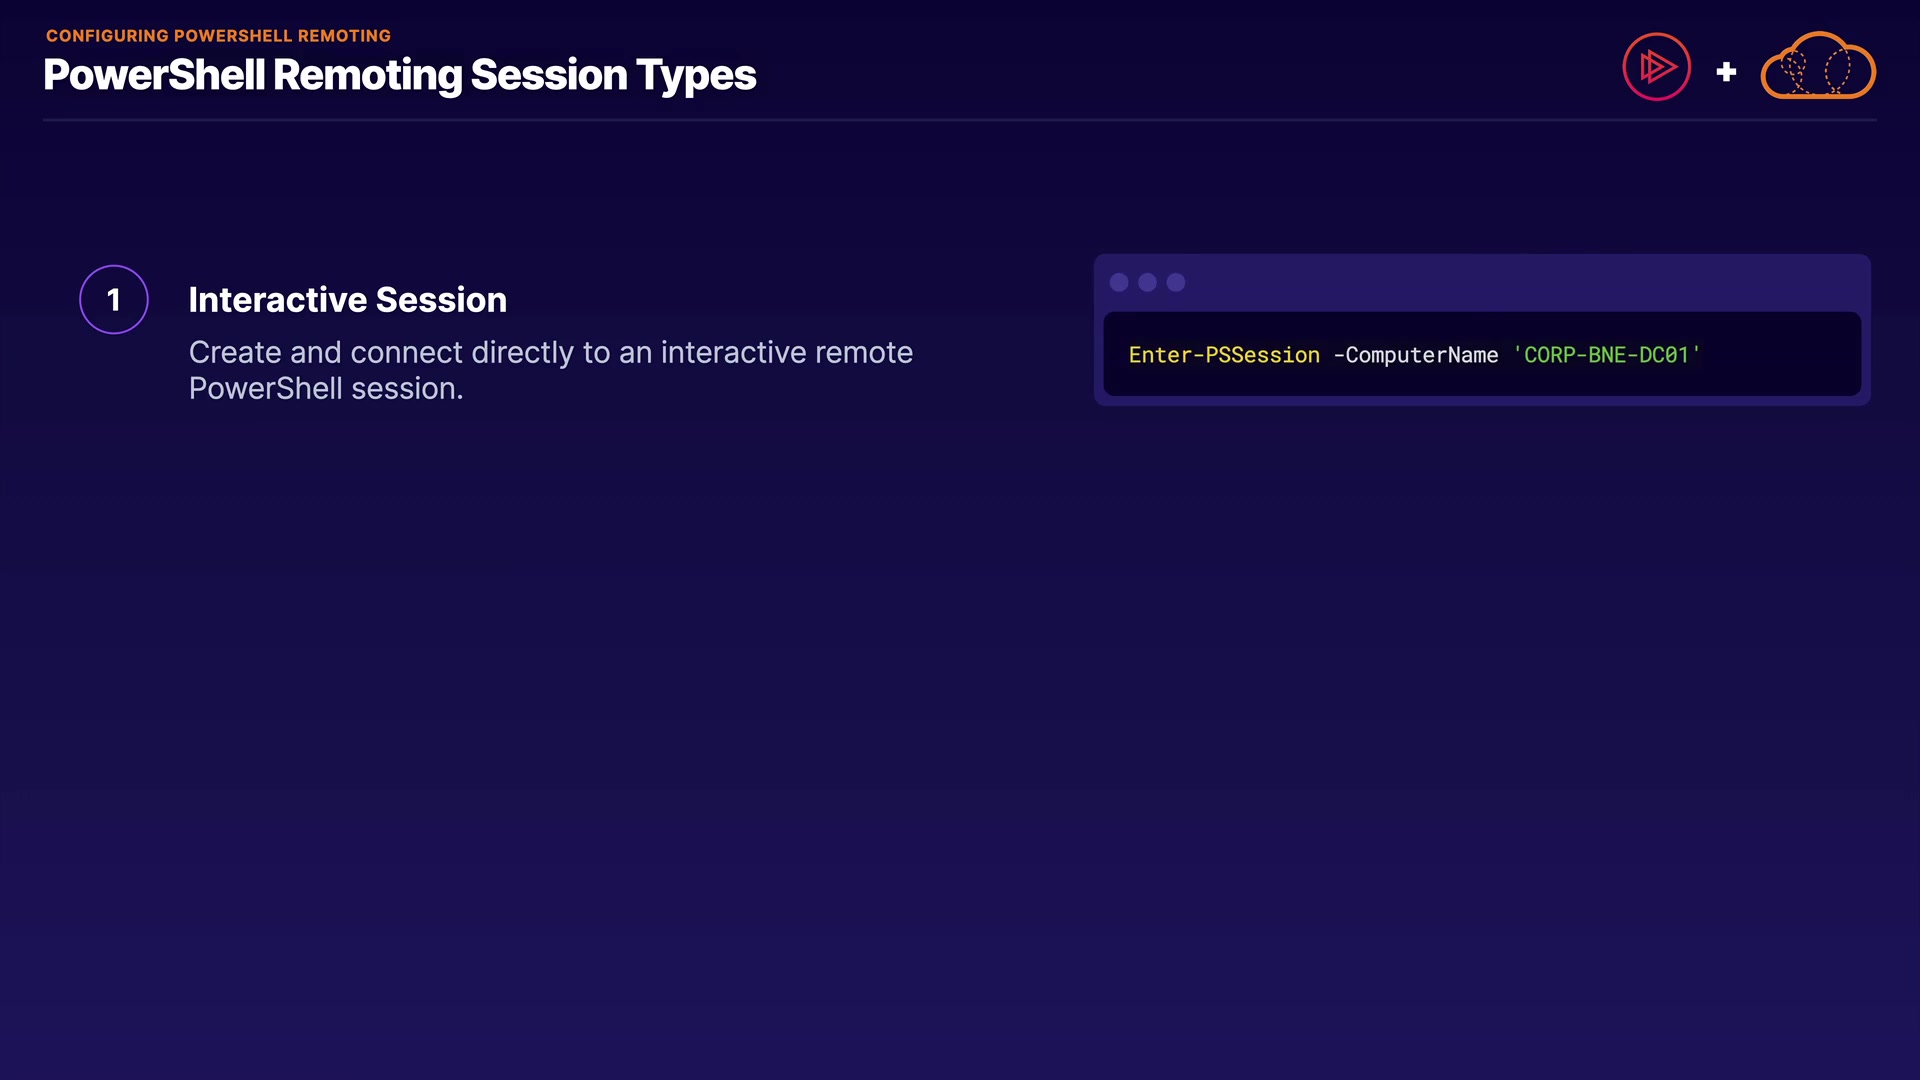 CONFIGURING POWERSHELL REMOTING
PowerShell Remoting Session Types
1
Interactive Session
Create and connect directly to an interactive remote
PowerShell session.
Enter-PSSession -ComputerName 'CORP-BNE-DC01'